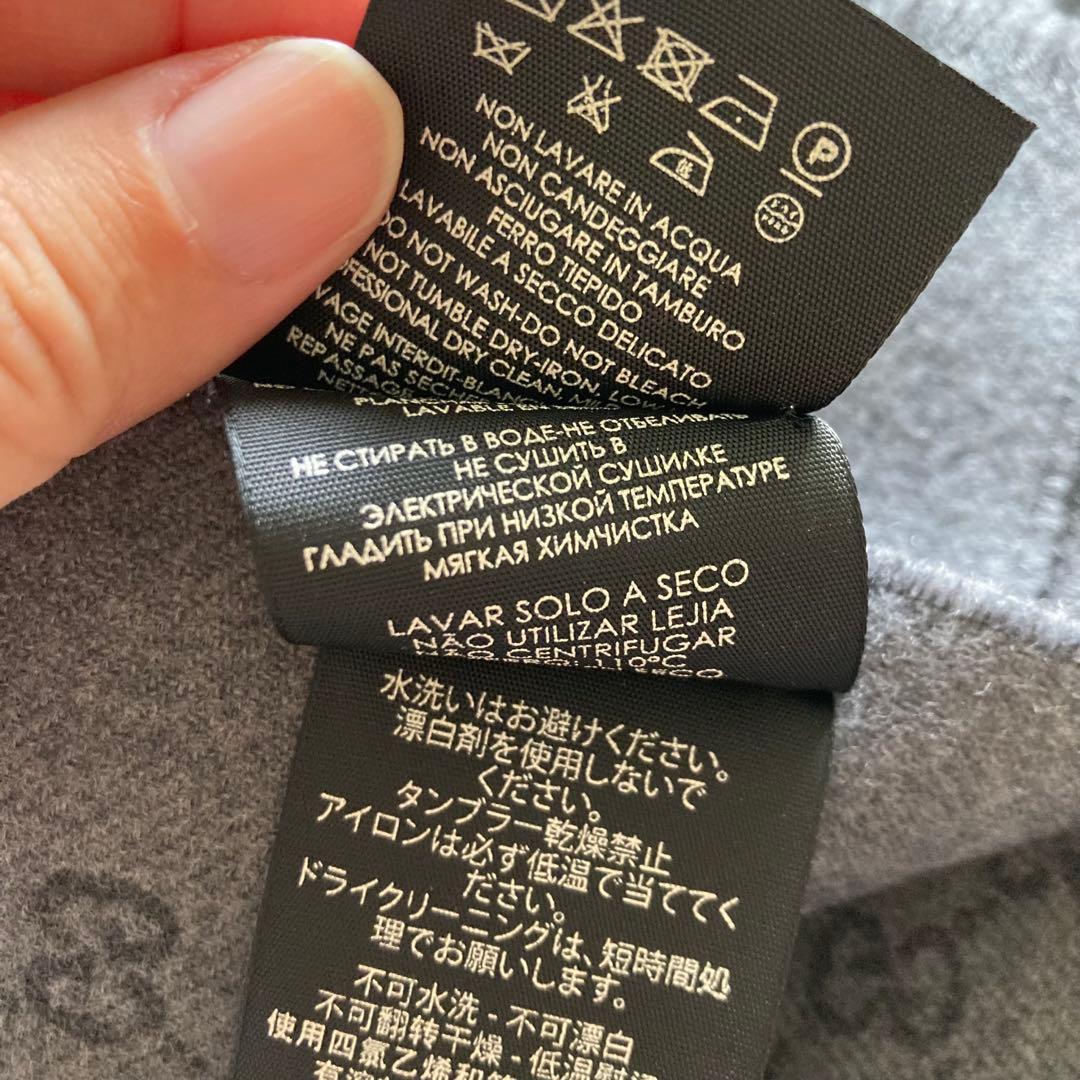 P
NON LAVARE IN ACQUA
NON CANDEGGIARE
NON ASCIUGARE IN TAMBURO
FERRO TIEPIDO
LAVABILE A SECCO DELICATO
DO NOT WASH-DO NOT BLEACH
NOT TUMBLE DRY-IRON, LOW
PROFESSIONAL DRY CLEAN,
INTERDIT-
NE PAS
LAVABLE
НЕ СТИРАТЬ В ВОДЕ-НЕ ОТБЕЛИВАТЬ
НЕ СУШИТЬ В
ЭЛЕКТРИЧЕСКОЙ СУШИЛКЕ
ГЛАДИТЬ ПРИ НИЗКОЙ ТЕМПЕРАТУРЕ
МЯГКАЯ ХИМЧИСТКА
LAVAR SOLO A SECO
NÃO UTILIZAR LEJIA
NÃO CENTRIFUGAR
110°C
SECO
水洗いはお避けください。
漂白剤を使用しないで
ください。
タンブラー乾燥禁止
アイロンは必ず低温で当ててく
ださい。
ドライクリーニングは、短時間処
理でお願いします。
不可水洗 - 不可漂白
不可翻转干燥 - 低温熨烫
使用四氯乙烯和